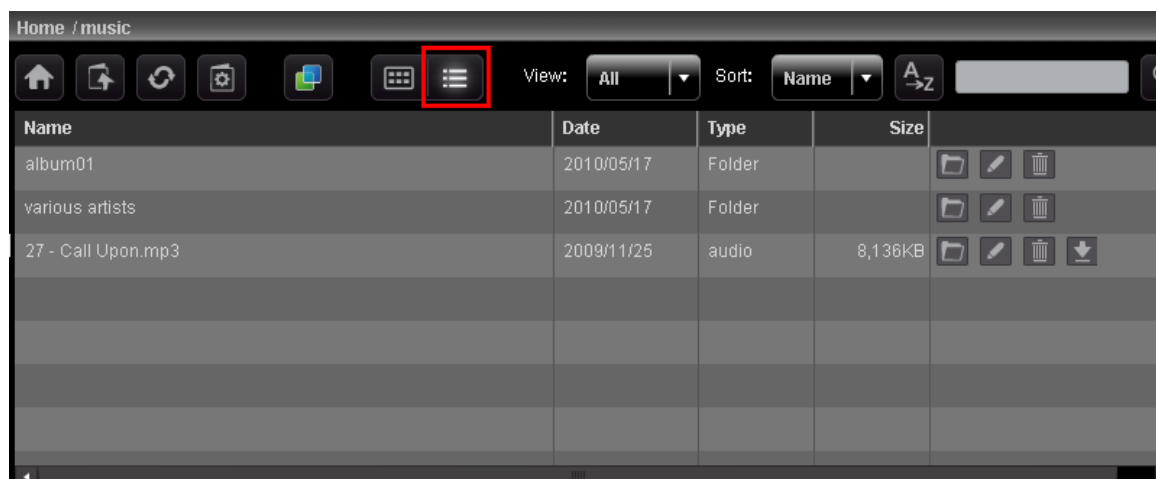 Home / music
View: All Sort: Name A Z
Name Date Type Size
album01 2010/05/17 Folder
various artists 2010/05/17 Folder
27 - Call Upon.mp3 2009/11/25 audio 8,136KB